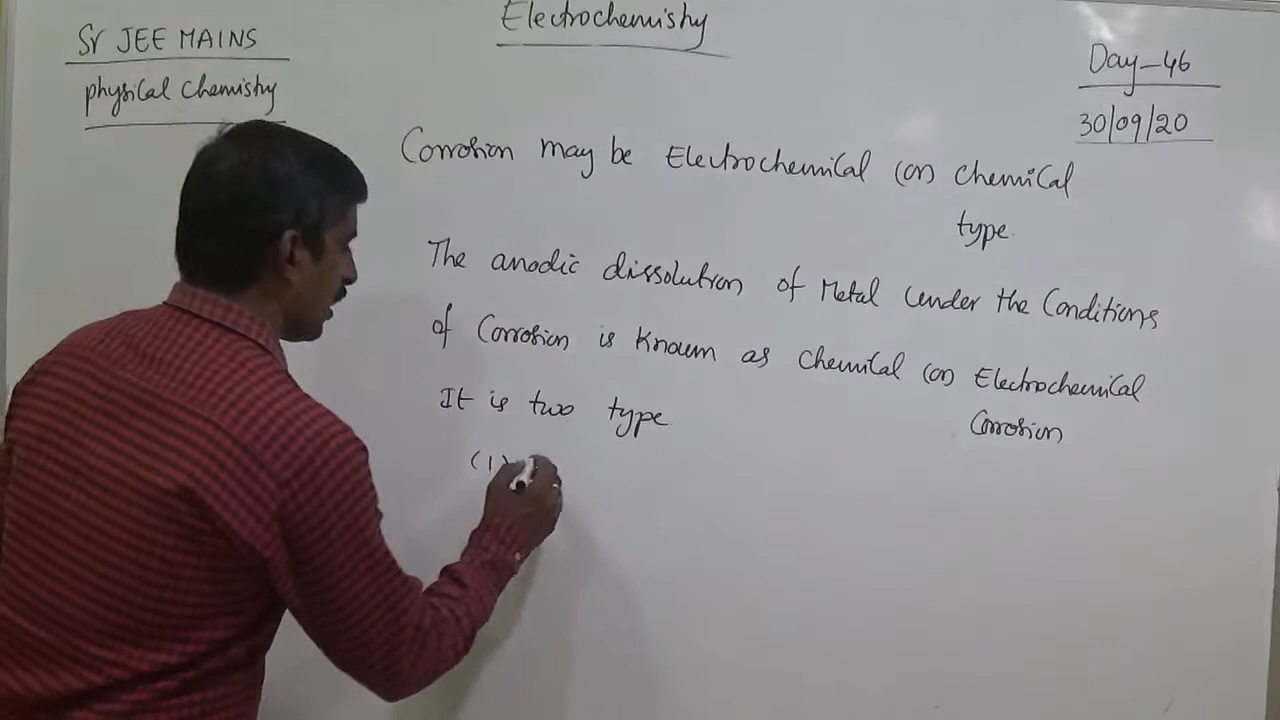 Electrochemistry
Sr JEE MAINS
physical chemistry
Day-46
30/09/20
Corrosion may be Electrochemical (or) chemical
type.
The anodic dissolution of Metal under the Conditions
of Corrosion is known as chemical (or) Electrochemical
Corrosion
It is two type
(1)